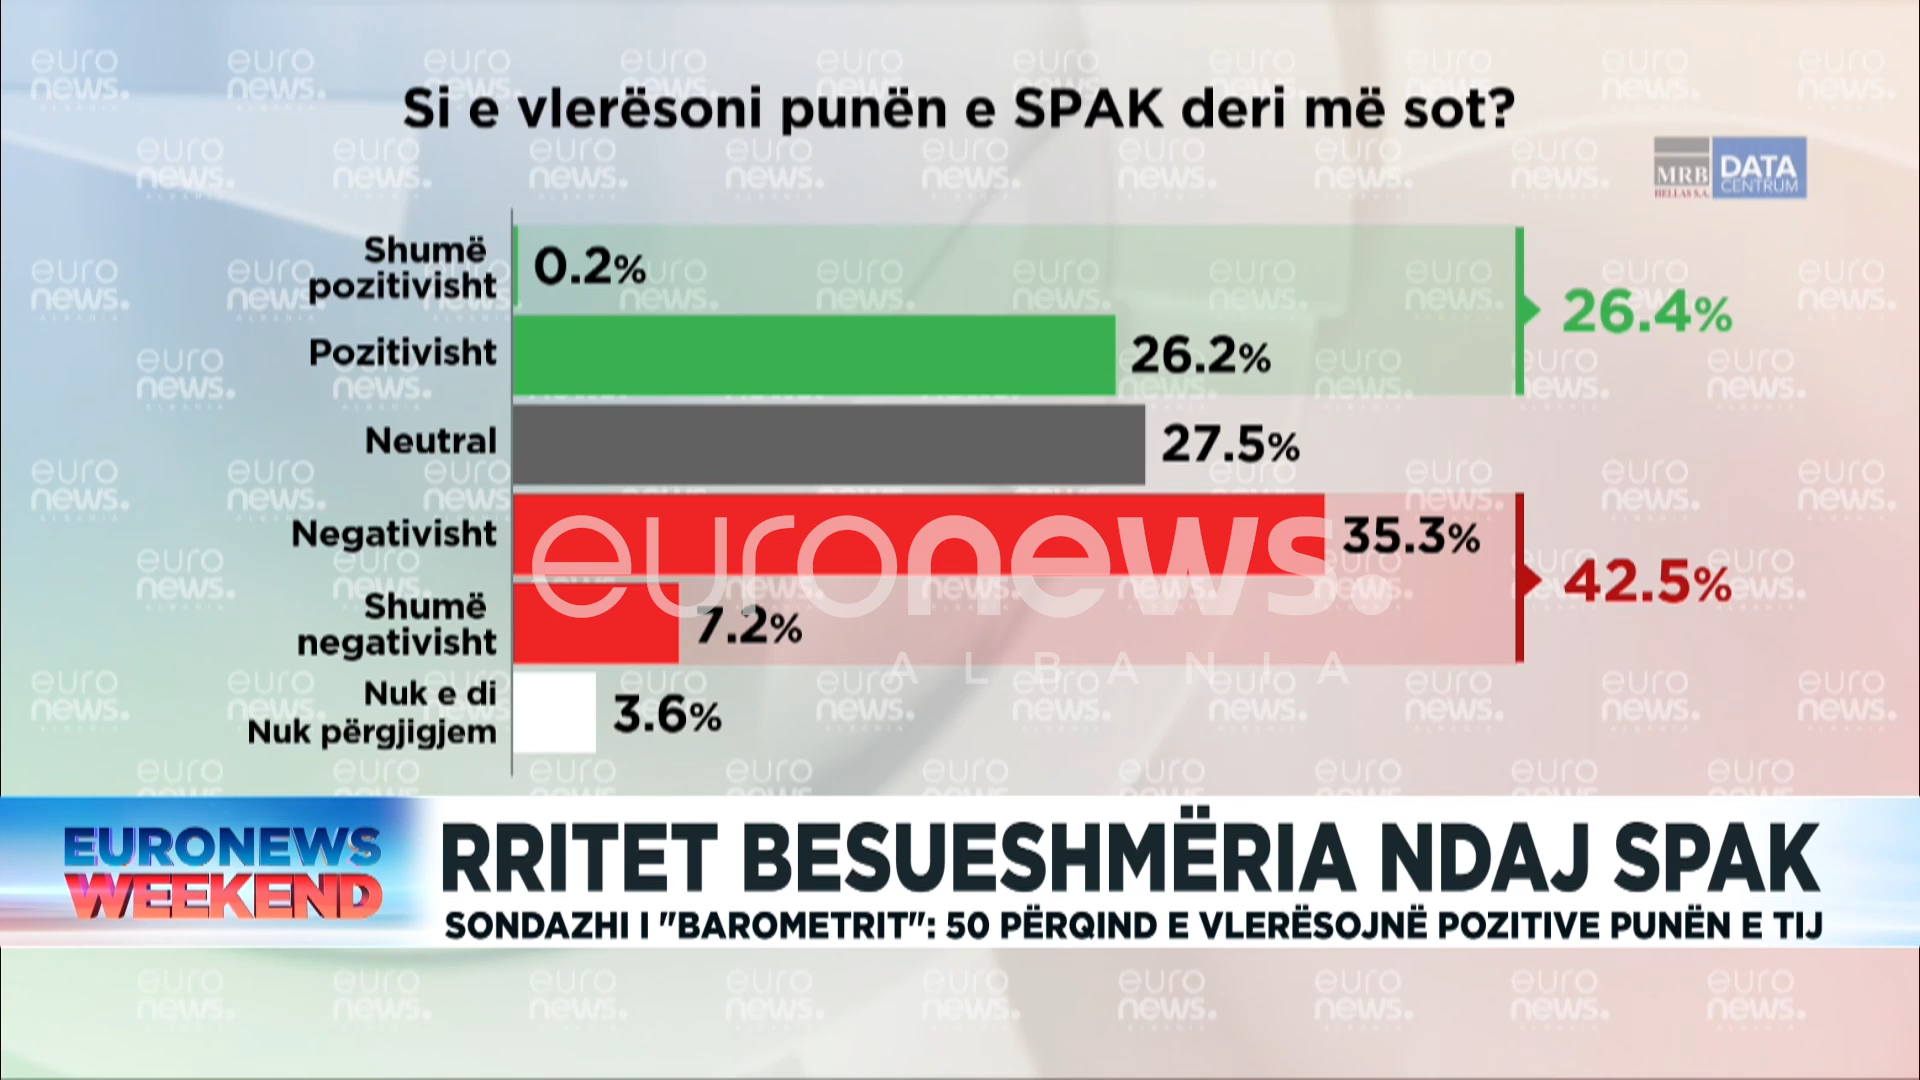 Si e vlerësoni punën e SPAK deri më sot?
MRB
HELLAS S.A.
DATA
CENTRUM
Shumë
pozitivisht
0.2%
26.4%
Pozitivisht
26.2%
Neutral
27.5%
Negativisht
35.3%
42.5%
Shumë
negativisht
7.2%
Nuk e di
Nuk përgjigjem
3.6%
euronews.
ALBANIA
EURONEWS
WEEKEND
RRITET BESUESHMËRIA NDAJ SPAK
SONDAZHI I "BAROMETRIT": 50 PËRQIND E VLERËSOJNË POZITIVE PUNËN E TIJ